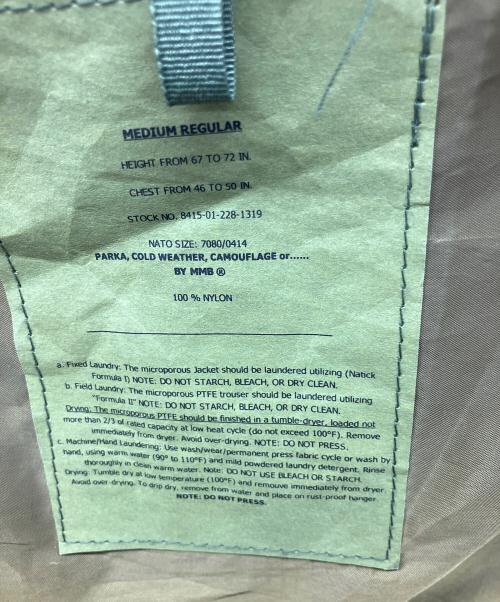 MEDIUM REGULAR
HEIGHT FROM 67 TO 72 IN.
CHEST FROM 46 TO 50 IN.
STOCK NO. 8415-01-228-1319
NATO SIZE: 7080/0414
PARKA, COLD WEATHER, CAMOUFLAGE or......
BY MMB ®
100 % NYLON
a. Fixed Laundry: The microporous Jacket should be laundered utilizing (Natick
Formula I) NOTE: DO NOT STARCH, BLEACH, OR DRY CLEAN.
b. Field Laundry: The microporous PTFE trouser should be laundered utilizing
"Formula II" NOTE: DO NOT STARCH, BLEACH, OR DRY CLEAN.
Drying: The microporous PTFE should be finished in a tumble-dryer, loaded not
more than 2/3 of rated capacity at low heat cycle (do not exceed 100°F). Remove
immediately from dryer. Avoid over-drying. NOTE: DO NOT PRESS.
c. Machine/Hand Laundering: Use wash/wear/permanent press fabric cycle or wash by
hand, using warm water (90° to 110°F) and mild powdered laundry detergent. Rinse
thoroughly in clean warm water. Note: DO NOT USE BLEACH OR STARCH.
Drying: Tumble dry at low temperature (100°F) and remouve immediately from dryer
Avoid over-drying. To drip dry, remove from water and place on rust-proof hanger.
NOTE: DO NOT PRESS.